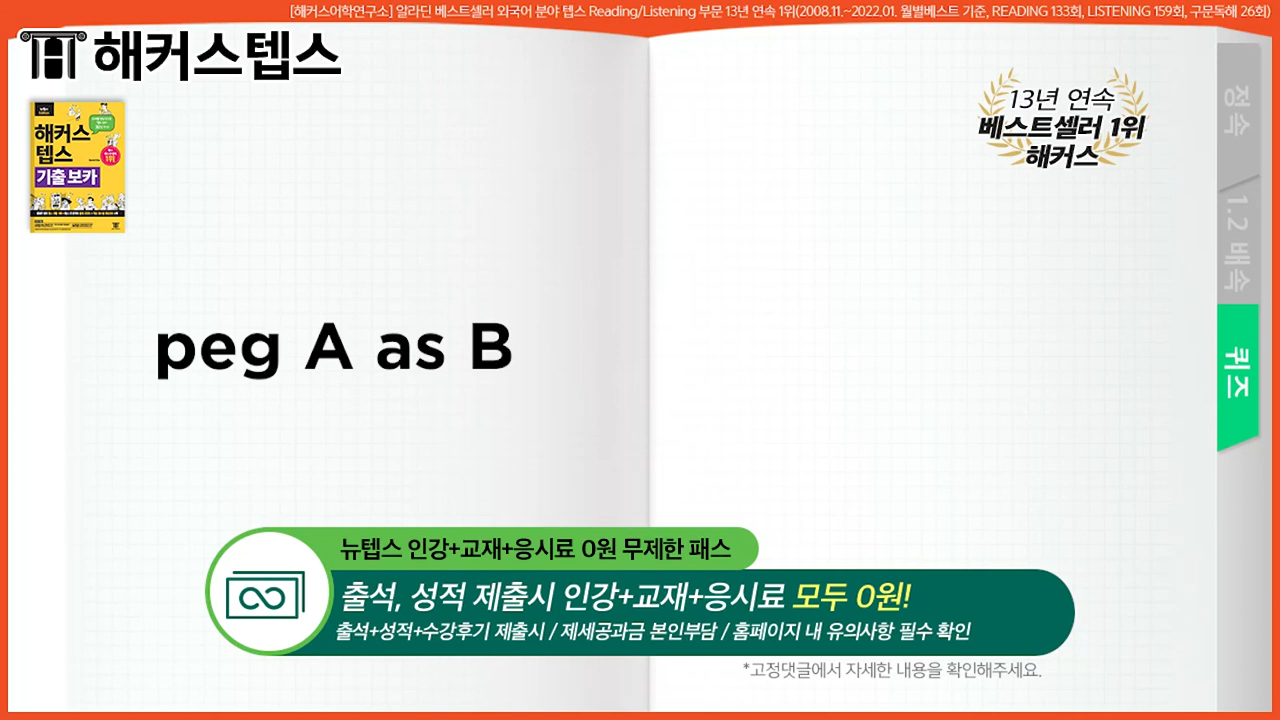 [해커스어학연구소] 알라딘 베스트셀러 외국어 분야 텝스 Reading/Listening 부문 13년 연속 1위(2008.11.~2022.01. 월별베스트 기준, READING 133회, LISTENING 159회, 구문독해 26회)
해커스텝스
해커스
텝스
기출 보카
13년 연속
베스트셀러 1위
해커스
정속
1.2 배속
퀴즈
peg A as B
뉴텝스 인강+교재+응시료 0원 무제한 패스
출석, 성적 제출시 인강+교재+응시료 모두 0원!
출석+성적+수강후기 제출시 / 제세공과금 본인부담 / 홈페이지 내 유의사항 필수 확인
*고정댓글에서 자세한 내용을 확인해주세요.